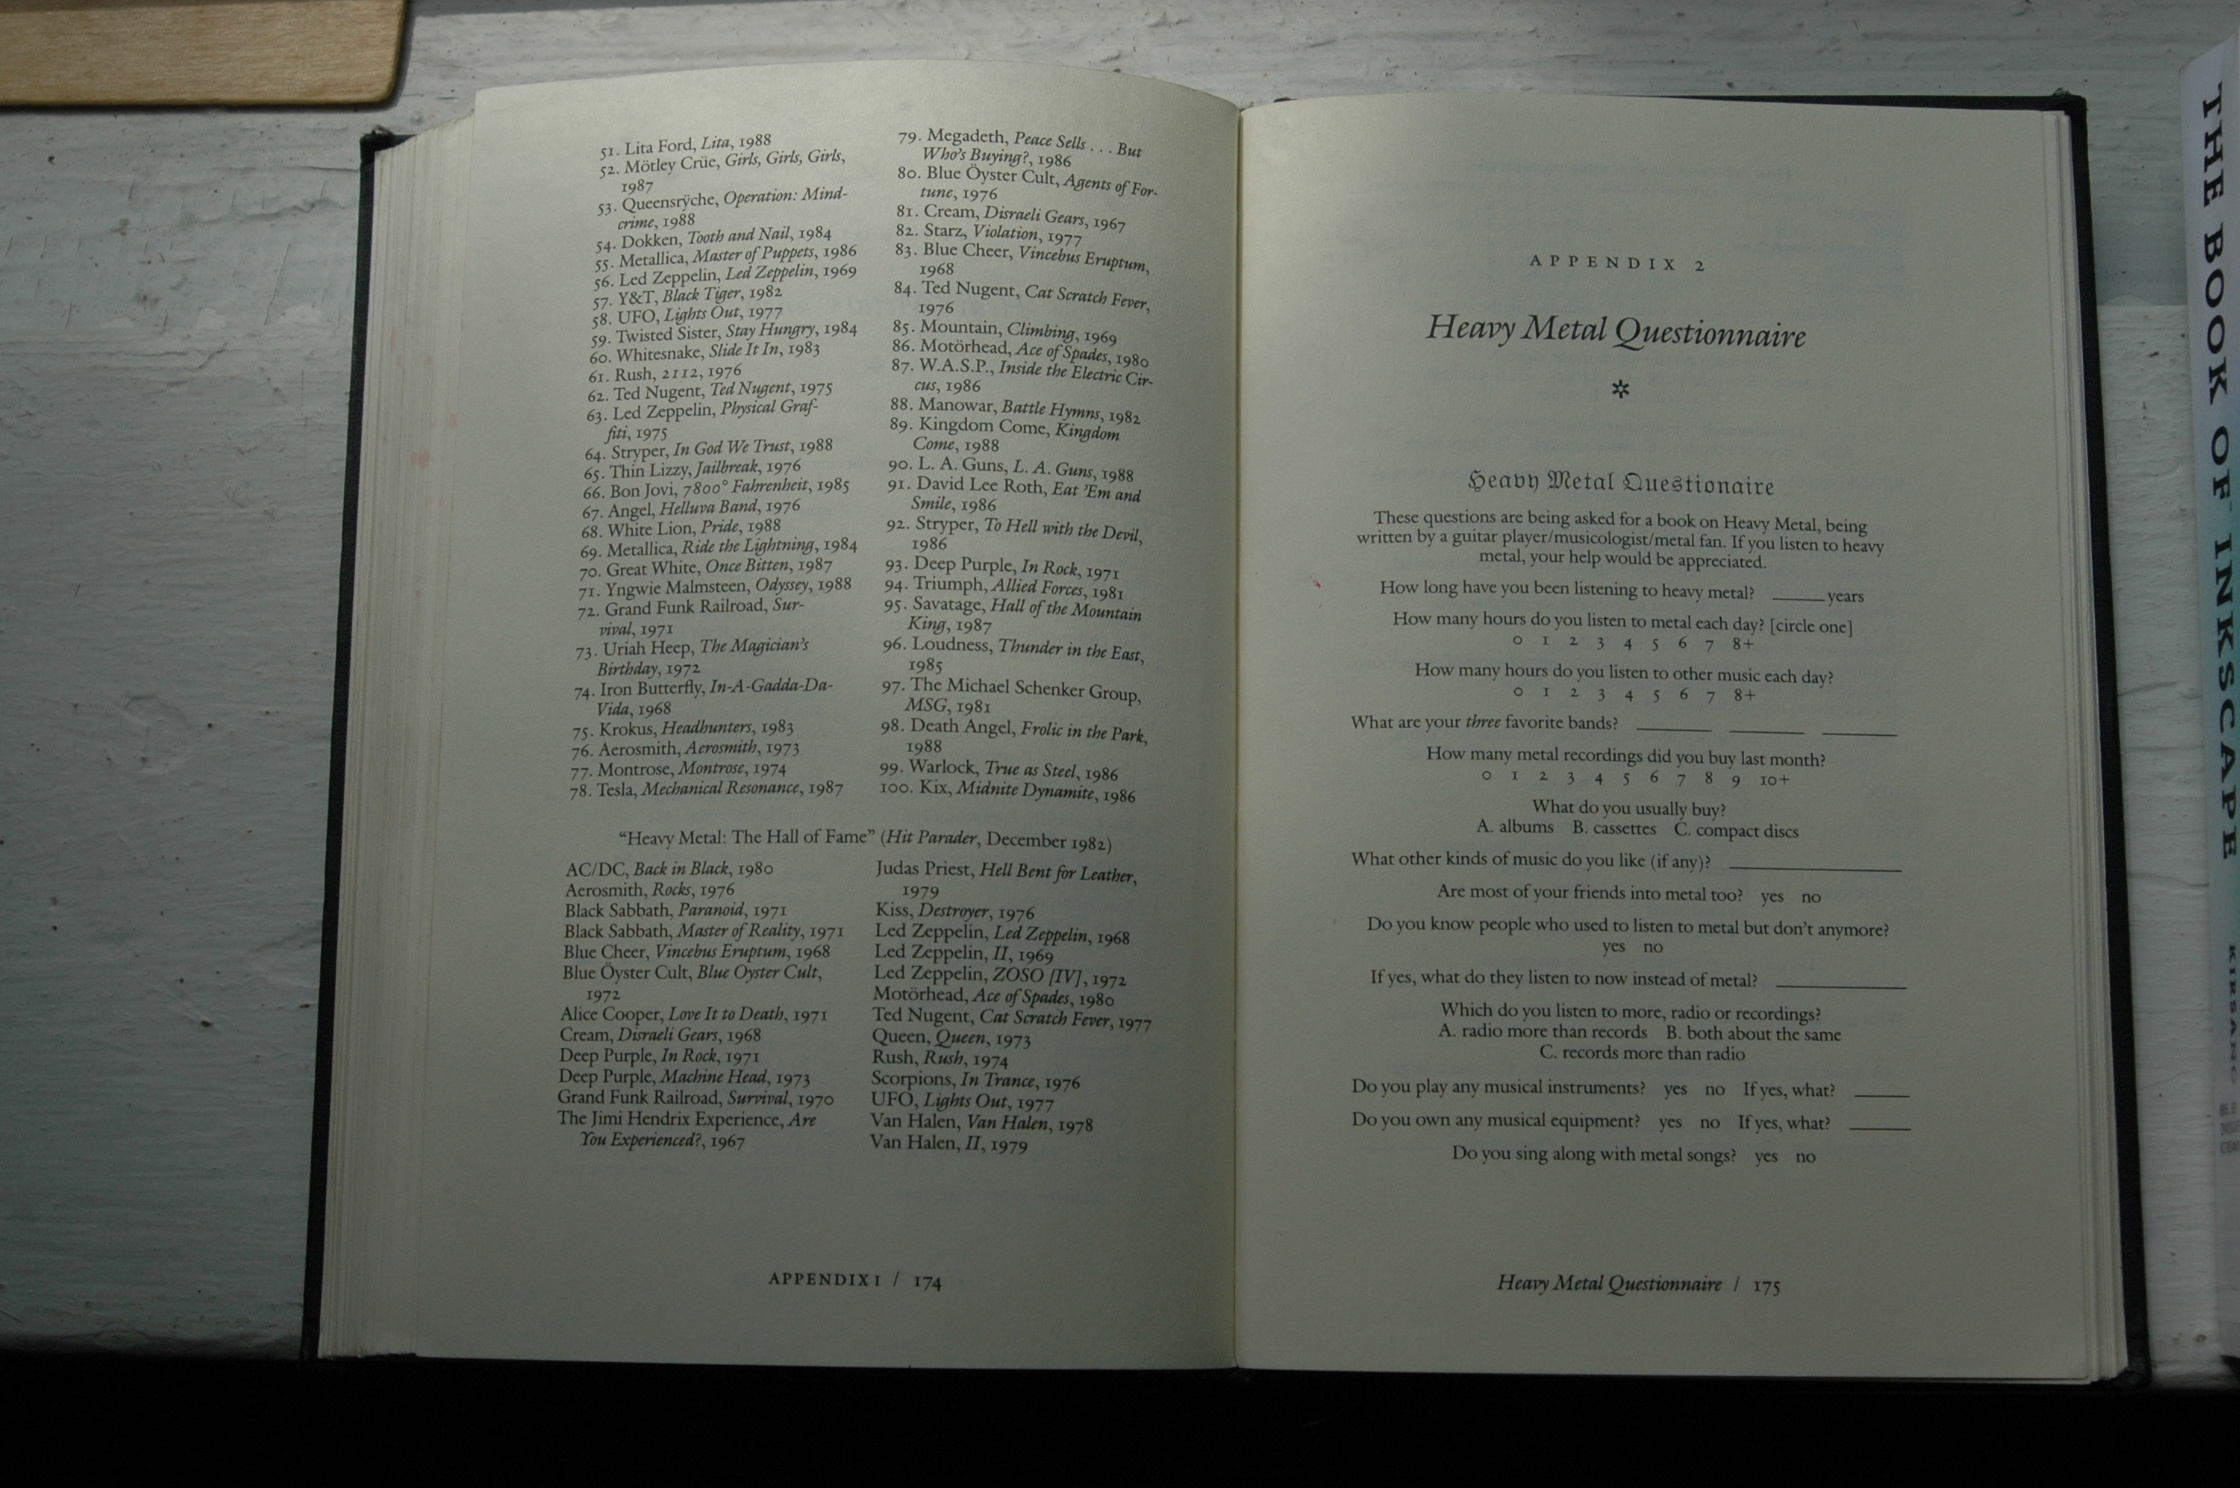 51. Lita Ford, Lita, 1988
52. Mötley Crüe, Girls, Girls, Girls,
1987
53. Queensrÿche, Operation: Mind-
crime, 1988
54. Dokken, Tooth and Nail, 1984
55. Metallica, Master of Puppets, 1986
56. Led Zeppelin, Led Zeppelin, 1969
57. Y&T, Black Tiger, 1982
58. UFO, Lights Out, 1977
59. Twisted Sister, Stay Hungry, 1984
60. Whitesnake, Slide It In, 1983
61. Rush, 2112, 1976
62. Ted Nugent, Ted Nugent, 1975
63. Led Zeppelin, Physical Graf-
fiti, 1975
64. Stryper, In God We Trust, 1988
65. Thin Lizzy, Jailbreak, 1976
66. Bon Jovi, 7800° Fahrenheit, 1985
67. Angel, Helluva Band, 1976
68. White Lion, Pride, 1988
69. Metallica, Ride the Lightning, 1984
70. Great White, Once Bitten, 1987
71. Yngwie Malmsteen, Odyssey, 1988
72. Grand Funk Railroad, Sur-
vival, 1971
73. Uriah Heep, The Magician's
Birthday, 1972
74. Iron Butterfly, In-A-Gadda-Da-
Vida, 1968
75. Krokus, Headhunters, 1983
76. Aerosmith, Aerosmith, 1973
77. Montrose, Montrose, 1974
78. Tesla, Mechanical Resonance, 1987
79. Megadeth, Peace Sells . . . But
Who's Buying?, 1986
80. Blue Öyster Cult, Agents of For-
tune, 1976
81. Cream, Disraeli Gears, 1967
82. Starz, Violation, 1977
83. Blue Cheer, Vincebus Eruptum,
1968
84. Ted Nugent, Cat Scratch Fever,
1976
85. Mountain, Climbing, 1969
86. Motörhead, Ace of Spades, 1980
87. W.A.S.P., Inside the Electric Cir-
cus, 1986
88. Manowar, Battle Hymns, 1982
89. Kingdom Come, Kingdom
Come, 1988
90. L. A. Guns, L. A. Guns, 1988
91. David Lee Roth, Eat 'Em and
Smile, 1986
92. Stryper, To Hell with the Devil,
1986
93. Deep Purple, In Rock, 1971
94. Triumph, Allied Forces, 1981
95. Savatage, Hall of the Mountain
King, 1987
96. Loudness, Thunder in the East,
1985
97. The Michael Schenker Group,
MSG, 1981
98. Death Angel, Frolic in the Park,
1988
99. Warlock, True as Steel, 1986
100. Kix, Midnite Dynamite, 1986
"Heavy Metal: The Hall of Fame" (Hit Parader, December 1982)
AC/DC, Back in Black, 1980
Aerosmith, Rocks, 1976
Black Sabbath, Paranoid, 1971
Black Sabbath, Master of Reality, 1971
Blue Cheer, Vincebus Eruptum, 1968
Blue Öyster Cult, Blue Oyster Cult,
1972
Alice Cooper, Love It to Death, 1971
Cream, Disraeli Gears, 1968
Deep Purple, In Rock, 1971
Deep Purple, Machine Head, 1973
Grand Funk Railroad, Survival, 1970
The Jimi Hendrix Experience, Are
You Experienced?, 1967
Judas Priest, Hell Bent for Leather,
1979
Kiss, Destroyer, 1976
Led Zeppelin, Led Zeppelin, 1968
Led Zeppelin, II, 1969
Led Zeppelin, ZOSO [IV], 1972
Motörhead, Ace of Spades, 1980
Ted Nugent, Cat Scratch Fever, 1977
Queen, Queen, 1973
Rush, Rush, 1974
Scorpions, In Trance, 1976
UFO, Lights Out, 1977
Van Halen, Van Halen, 1978
Van Halen, II, 1979
APPENDIX 1 / 174
APPENDIX 2
Heavy Metal Questionnaire
*
Heavy Metal Questionaire
These questions are being asked for a book on Heavy Metal, being
written by a guitar player/musicologist/metal fan. If you listen to heavy
metal, your help would be appreciated.
How long have you been listening to heavy metal? _____ years
How many hours do you listen to metal each day? [circle one]
0 1 2 3 4 5 6 7 8+
How many hours do you listen to other music each day?
0 1 2 3 4 5 6 7 8+
What are your three favorite bands? _____ _____ _____
How many metal recordings did you buy last month?
0 1 2 3 4 5 6 7 8 9 10+
What do you usually buy?
A. albums B. cassettes C. compact discs
What other kinds of music do you like (if any)? _____
Are most of your friends into metal too? yes no
Do you know people who used to listen to metal but don't anymore?
yes no
If yes, what do they listen to now instead of metal? _____
Which do you listen to more, radio or recordings?
A. radio more than records B. both about the same
C. records more than radio
Do you play any musical instruments? yes no If yes, what? _____
Do you own any musical equipment? yes no If yes, what? _____
Do you sing along with metal songs? yes no
Heavy Metal Questionnaire / 175
THE BOOK OF INKSCAPE